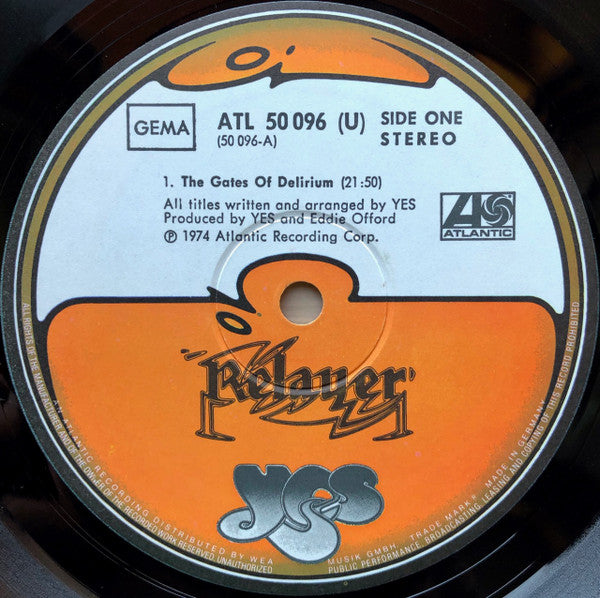 GEMA
ATL 50 096 (U)
(50 096-A)
SIDE ONE
STEREO
1. The Gates Of Delirium (21:50)
All titles written and arranged by YES
Produced by YES and Eddie Offord
℗ 1974 Atlantic Recording Corp.
ATLANTIC
"Relayer"
YES
ALL RIGHTS OF THE MANUFACTURER AND OF THE OWNER OF THE RECORDED WORK RESERVED. UNAUTHORIZED
PUBLIC PERFORMANCE BROADCASTING LEASING AND COPYING OF THIS RECORD PROHIBITED
AN ATLANTIC RECORDING DISTRIBUTED BY WEA
MUSIK GMBH. TRADE MARK. MADE IN GERMANY